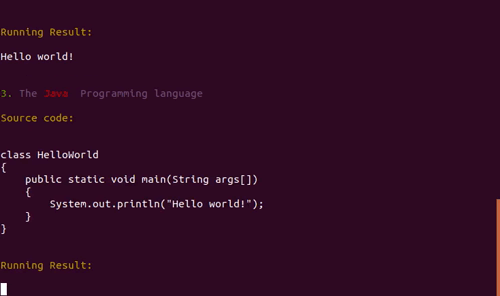 Running Result:
Hello world!
3. The Java  Programming language
Source code:
class HelloWorld
{
    public static void main(String args[])
    {
        System.out.println("Hello world!");
    }
}
Running Result: